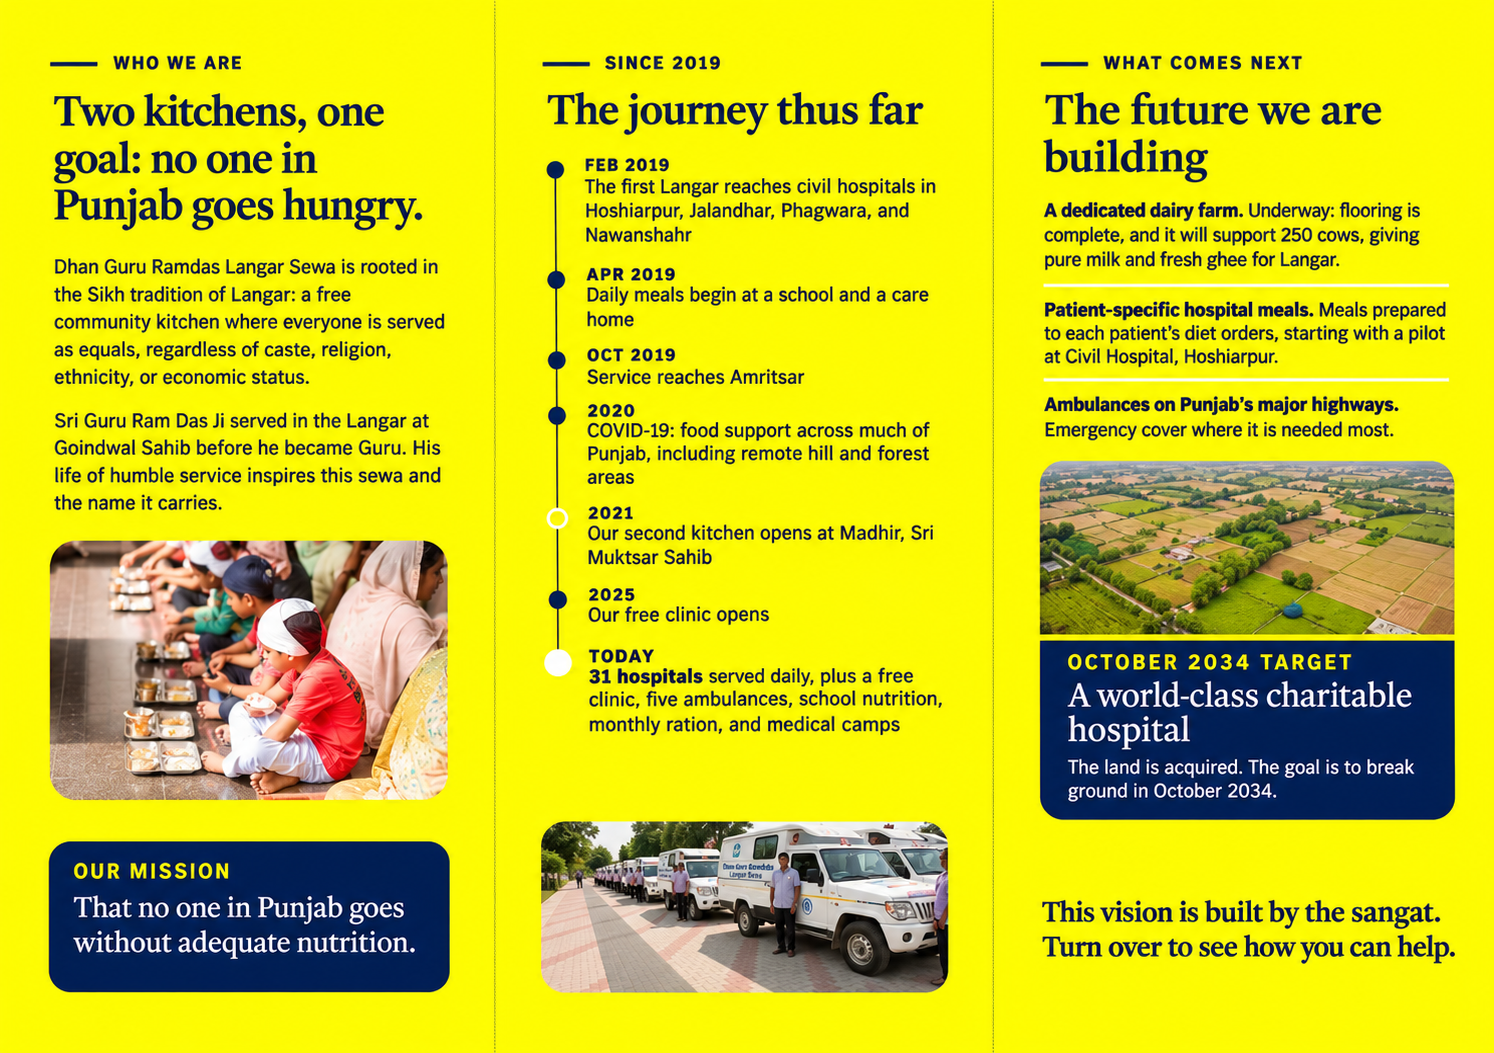 WHO WE ARE
Two kitchens, one
goal: no one in
Punjab goes hungry.
Dhan Guru Ramdas Langar Sewa is rooted in
the Sikh tradition of Langar: a free
community kitchen where everyone is served
as equals, regardless of caste, religion,
ethnicity, or economic status.
Sri Guru Ram Das Ji served in the Langar at
Goindwal Sahib before he became Guru. His
life of humble service inspires this sewa and
the name it carries.
OUR MISSION
That no one in Punjab goes
without adequate nutrition.
SINCE 2019
The journey thus far
FEB 2019
The first Langar reaches civil hospitals in
Hoshiarpur, Jalandhar, Phagwara, and
Nawanshahr
APR 2019
Daily meals begin at a school and a care
home
OCT 2019
Service reaches Amritsar
2020
COVID-19: food support across much of
Punjab, including remote hill and forest
areas
2021
Our second kitchen opens at Madhir, Sri
Muktsar Sahib
2025
Our free clinic opens
TODAY
31 hospitals served daily, plus a free
clinic, five ambulances, school nutrition,
monthly ration, and medical camps
WHAT COMES NEXT
The future we are
building
A dedicated dairy farm. Underway: flooring is
complete, and it will support 250 cows, giving
pure milk and fresh ghee for Langar.
Patient-specific hospital meals. Meals prepared
to each patient's diet orders, starting with a pilot
at Civil Hospital, Hoshiarpur.
Ambulances on Punjab's major highways.
Emergency cover where it is needed most.
OCTOBER 2034 TARGET
A world-class charitable
hospital
The land is acquired. The goal is to break
ground in October 2034.
This vision is built by the sangat.
Turn over to see how you can help.